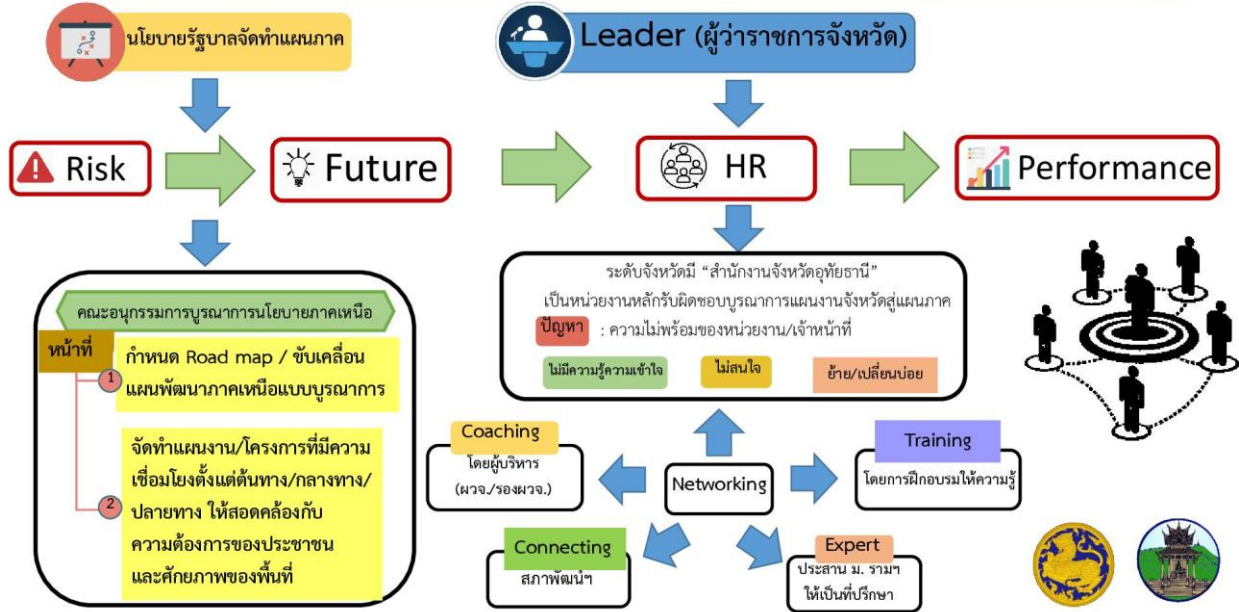 นโยบายรัฐบาลจัดทำแผนภาค
Leader (ผู้ว่าราชการจังหวัด)
Risk
Future
HR
Performance
คณะอนุกรรมการบูรณาการนโยบายภาคเหนือ
หน้าที่
1
กำหนด Road map / ขับเคลื่อน
แผนพัฒนาภาคเหนือแบบบูรณาการ
2
จัดทำแผนงาน/โครงการที่มีความ
เชื่อมโยงตั้งแต่ต้นทาง/กลางทาง/
ปลายทาง ให้สอดคล้องกับ
ความต้องการของประชาชน
และศักยภาพของพื้นที่
ระดับจังหวัดมี “สำนักงานจังหวัดอุทัยธานี”
เป็นหน่วยงานหลักรับผิดชอบบูรณาการแผนงานจังหวัดสู่แผนภาค
ปัญหา : ความไม่พร้อมของหน่วยงาน/เจ้าหน้าที่
ไม่มีความรู้ความเข้าใจ
ไม่สนใจ
ย้าย/เปลี่ยนบ่อย
Coaching
โดยผู้บริหาร
(ผวจ./รองผวจ.)
Networking
Training
โดยการฝึกอบรมให้ความรู้
Connecting
สภาพัฒน์ฯ
Expert
ประสาน ม. รามฯ
ให้เป็นที่ปรึกษา